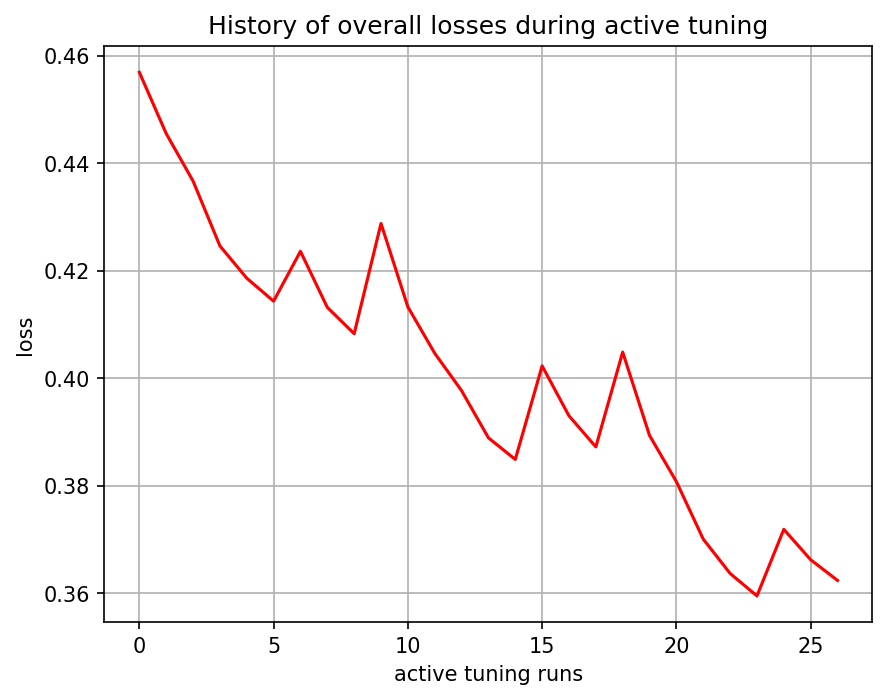 History of overall losses during active tuning
0.46
0.44
0.42
0.40
0.38
0.36
loss
0 5 10 15 20 25
active tuning runs